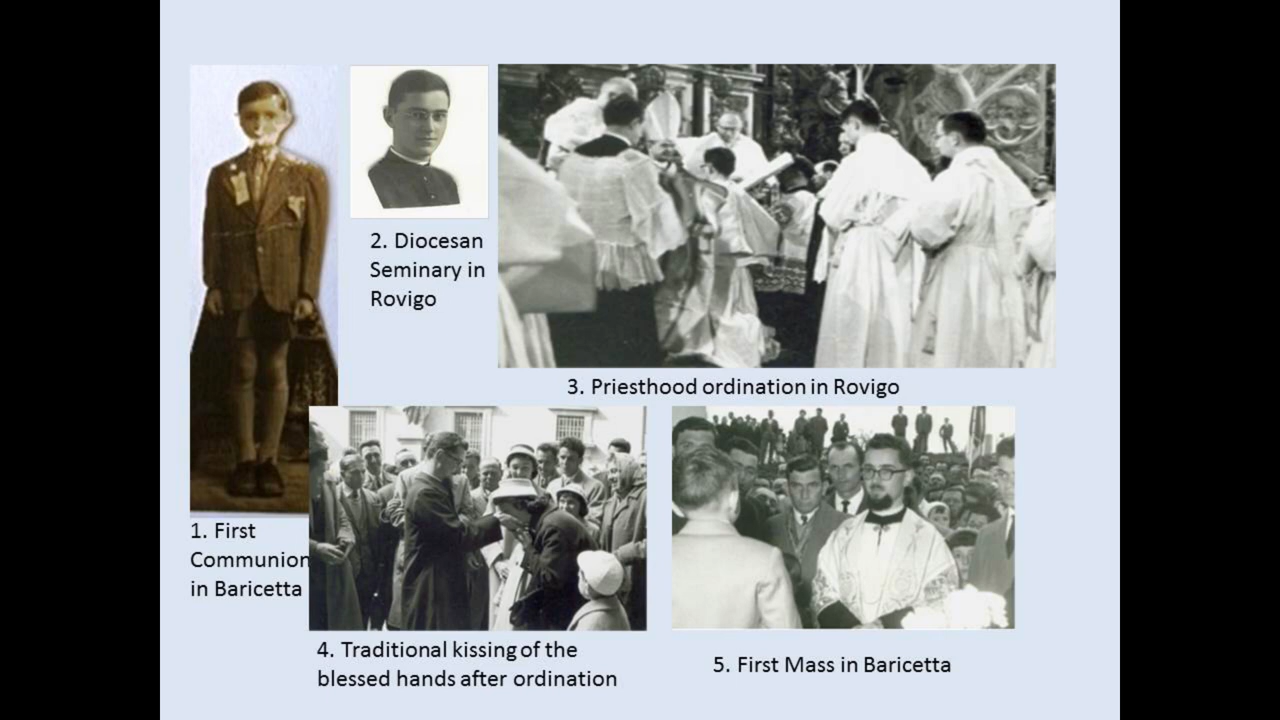 1. First
Communion
in Baricetta
2. Diocesan
Seminary in
Rovigo
3. Priesthood ordination in Rovigo
4. Traditional kissing of the
blessed hands after ordination
5. First Mass in Baricetta